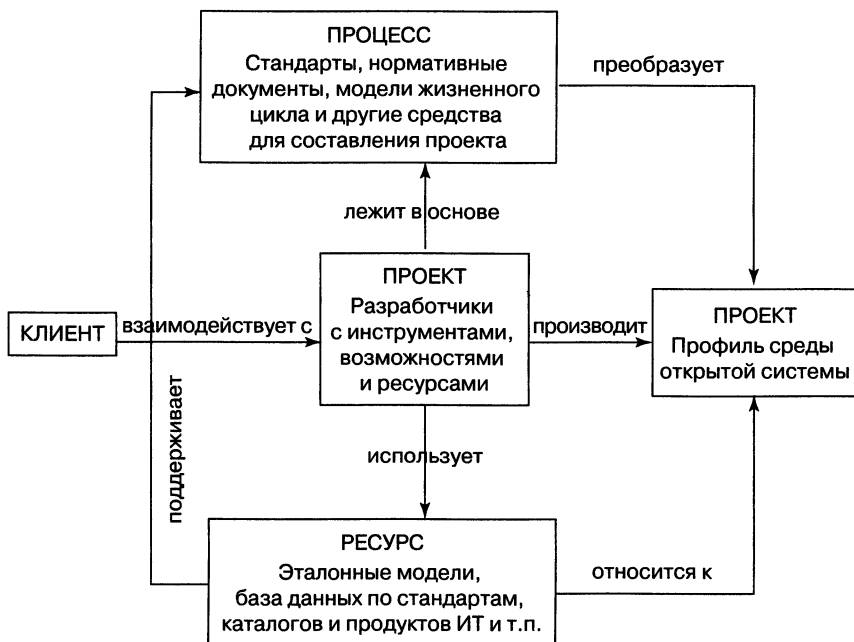 ПРОЦЕСС
Стандарты, нормативные
документы, модели жизненного
цикла и другие средства
для составления проекта
преобразует
лежит в основе
КЛИЕНТ
взаимодействует с
ПРОЕКТ
Разработчики
с инструментами,
возможностями
и ресурсами
производит
ПРОЕКТ
Профиль среды
открытой системы
поддерживает
использует
РЕСУРС
Эталонные модели,
база данных по стандартам,
каталогов и продуктов ИТ и т.п.
относится к